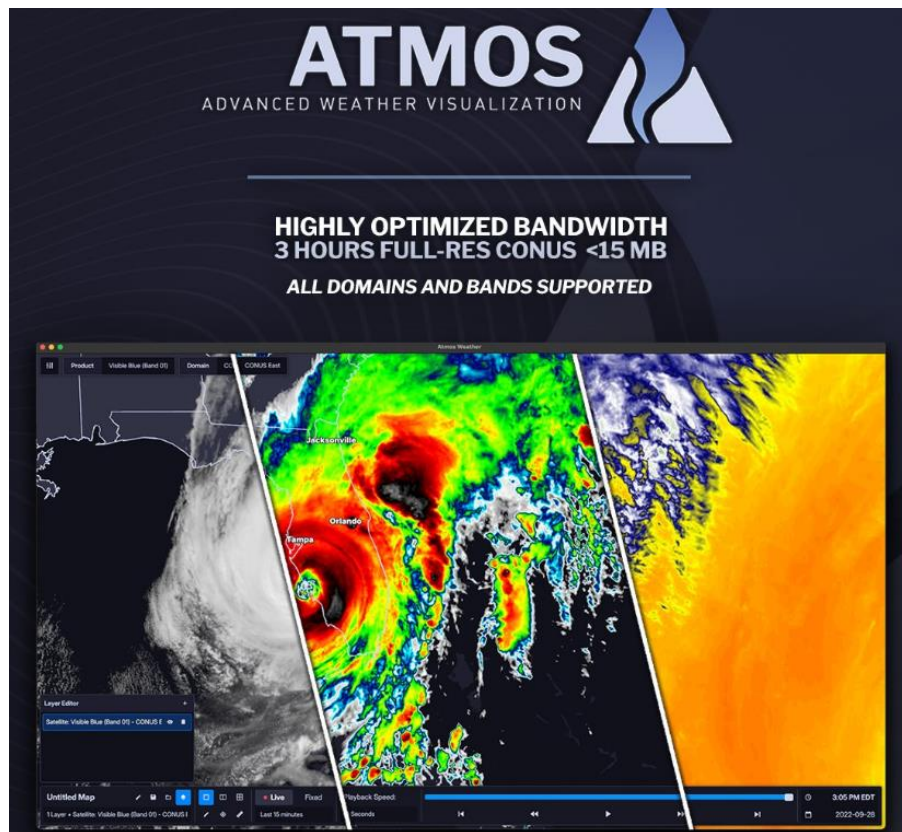 ATMOS
ADVANCED WEATHER VISUALIZATION
HIGHLY OPTIMIZED BANDWIDTH
3 HOURS FULL-RES CONUS <15 MB
ALL DOMAINS AND BANDS SUPPORTED
Atmos Weather
Product Visible Blue (Band 01) Domain CO CONUS East
Jacksonville
Orlando
Tampa
Layer Editor +
Satellite: Visible Blue (Band 01) - CONUS E
Untitled Map Live Fixed Playback Speed: 3:05 PM EDT
1 Layer • Satellite: Visible Blue (Band 01) - CONUS Last 15 minutes Seconds 2022-09-28